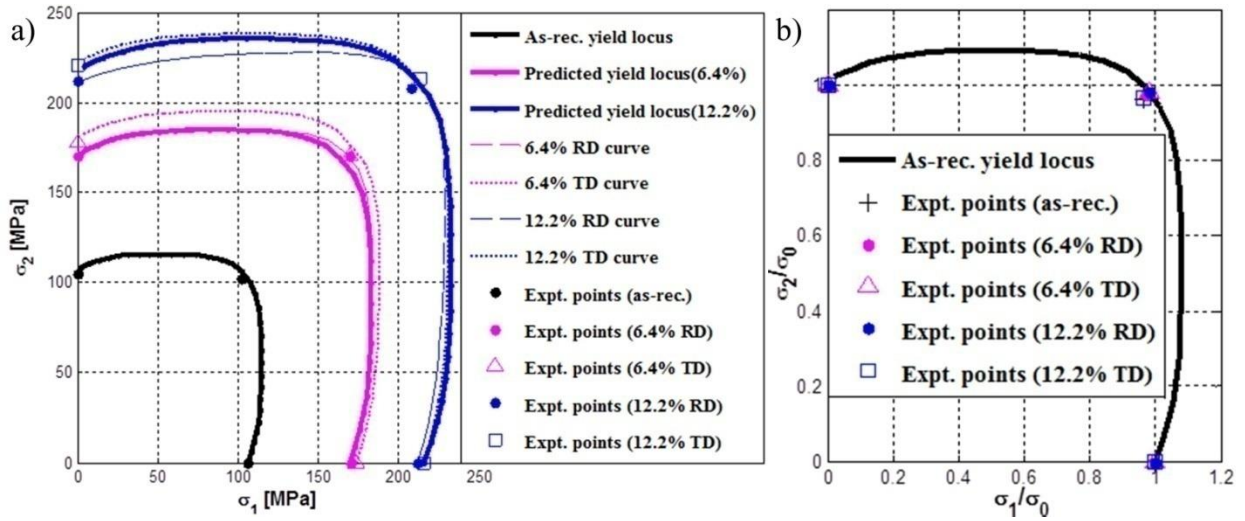 a)
250
200
150
100
50
0
σ2 [MPa]
0 50 100 150 200 250
σ1 [MPa]
As-rec. yield locus
Predicted yield locus(6.4%)
Predicted yield locus(12.2%)
6.4% RD curve
6.4% TD curve
12.2% RD curve
12.2% TD curve
Expt. points (as-rec.)
Expt. points (6.4% RD)
Expt. points (6.4% TD)
Expt. points (12.2% RD)
Expt. points (12.2% TD)
b)
1
0.8
0.6
0.4
0.2
0
σ2/σ0
0 0.2 0.4 0.6 0.8 1 1.2
σ1/σ0
As-rec. yield locus
Expt. points (as-rec.)
Expt. points (6.4% RD)
Expt. points (6.4% TD)
Expt. points (12.2% RD)
Expt. points (12.2% TD)